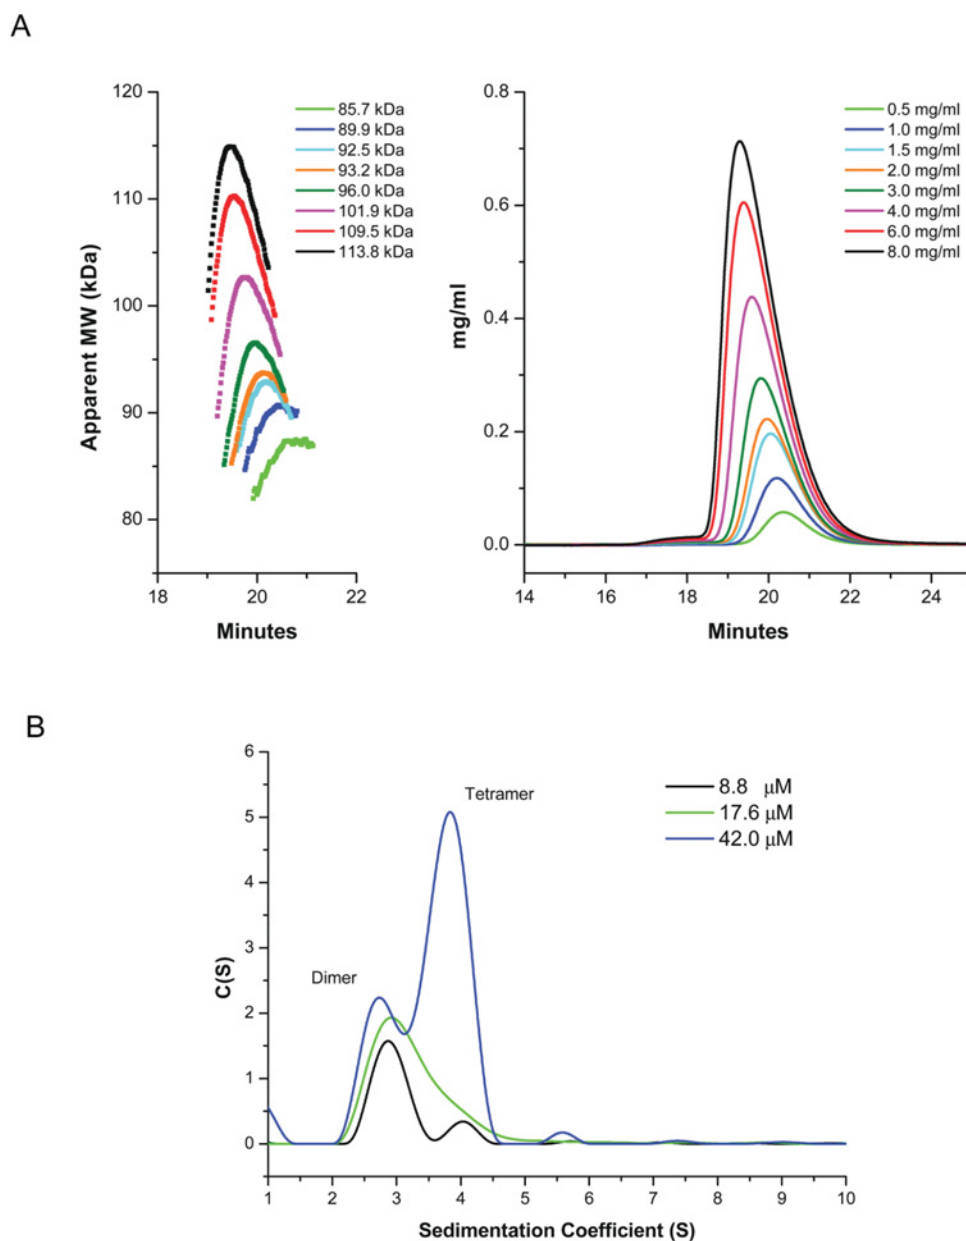 A
120
110
100
90
80
Apparent MW (kDa)
18
20
22
Minutes
85.7 kDa
89.9 kDa
92.5 kDa
93.2 kDa
96.0 kDa
101.9 kDa
109.5 kDa
113.8 kDa
0.8
0.6
0.4
0.2
0.0
mg/ml
14
16
18
20
22
24
Minutes
0.5 mg/ml
1.0 mg/ml
1.5 mg/ml
2.0 mg/ml
3.0 mg/ml
4.0 mg/ml
6.0 mg/ml
8.0 mg/ml
B
6
5
4
3
2
1
0
C(S)
Dimer
Tetramer
8.8 μM
17.6 μM
42.0 μM
1
2
3
4
5
6
7
8
9
10
Sedimentation Coefficient (S)